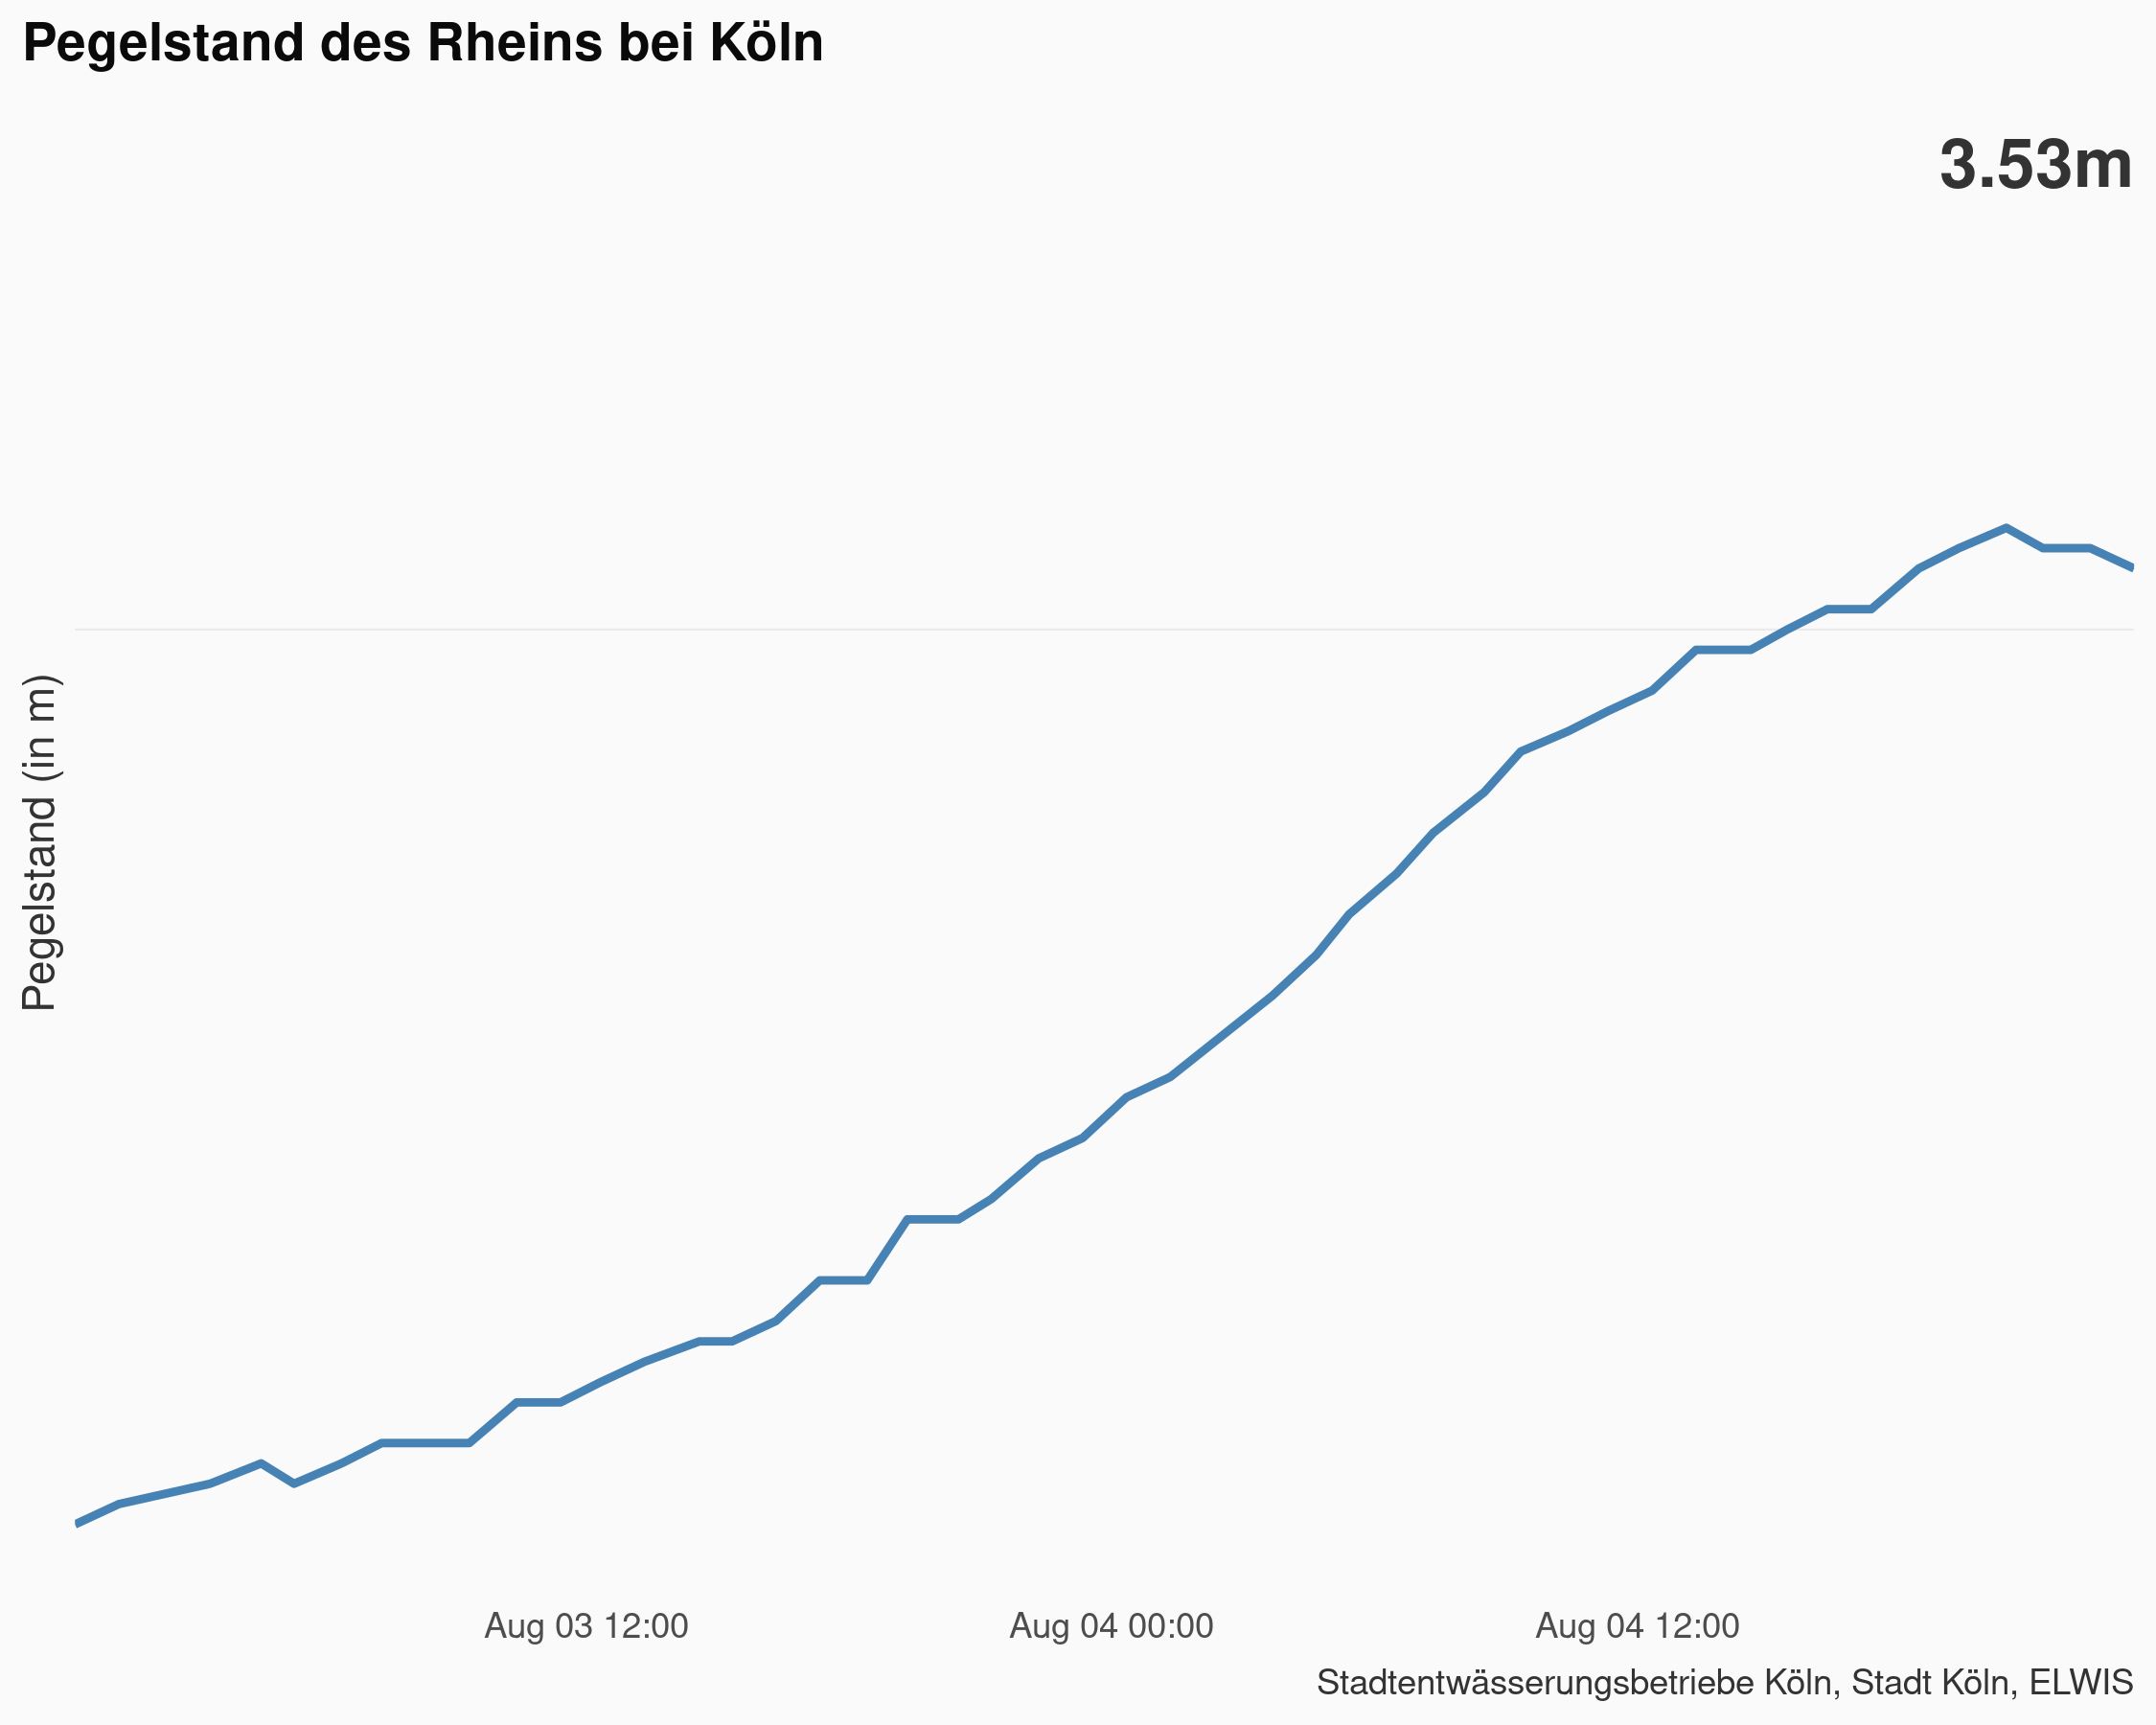 Pegelstand des Rheins bei Köln
3.53m
Pegelstand (in m)
Aug 03 12:00
Aug 04 00:00
Aug 04 12:00
Stadtentwässerungsbetriebe Köln, Stadt Köln, ELWIS